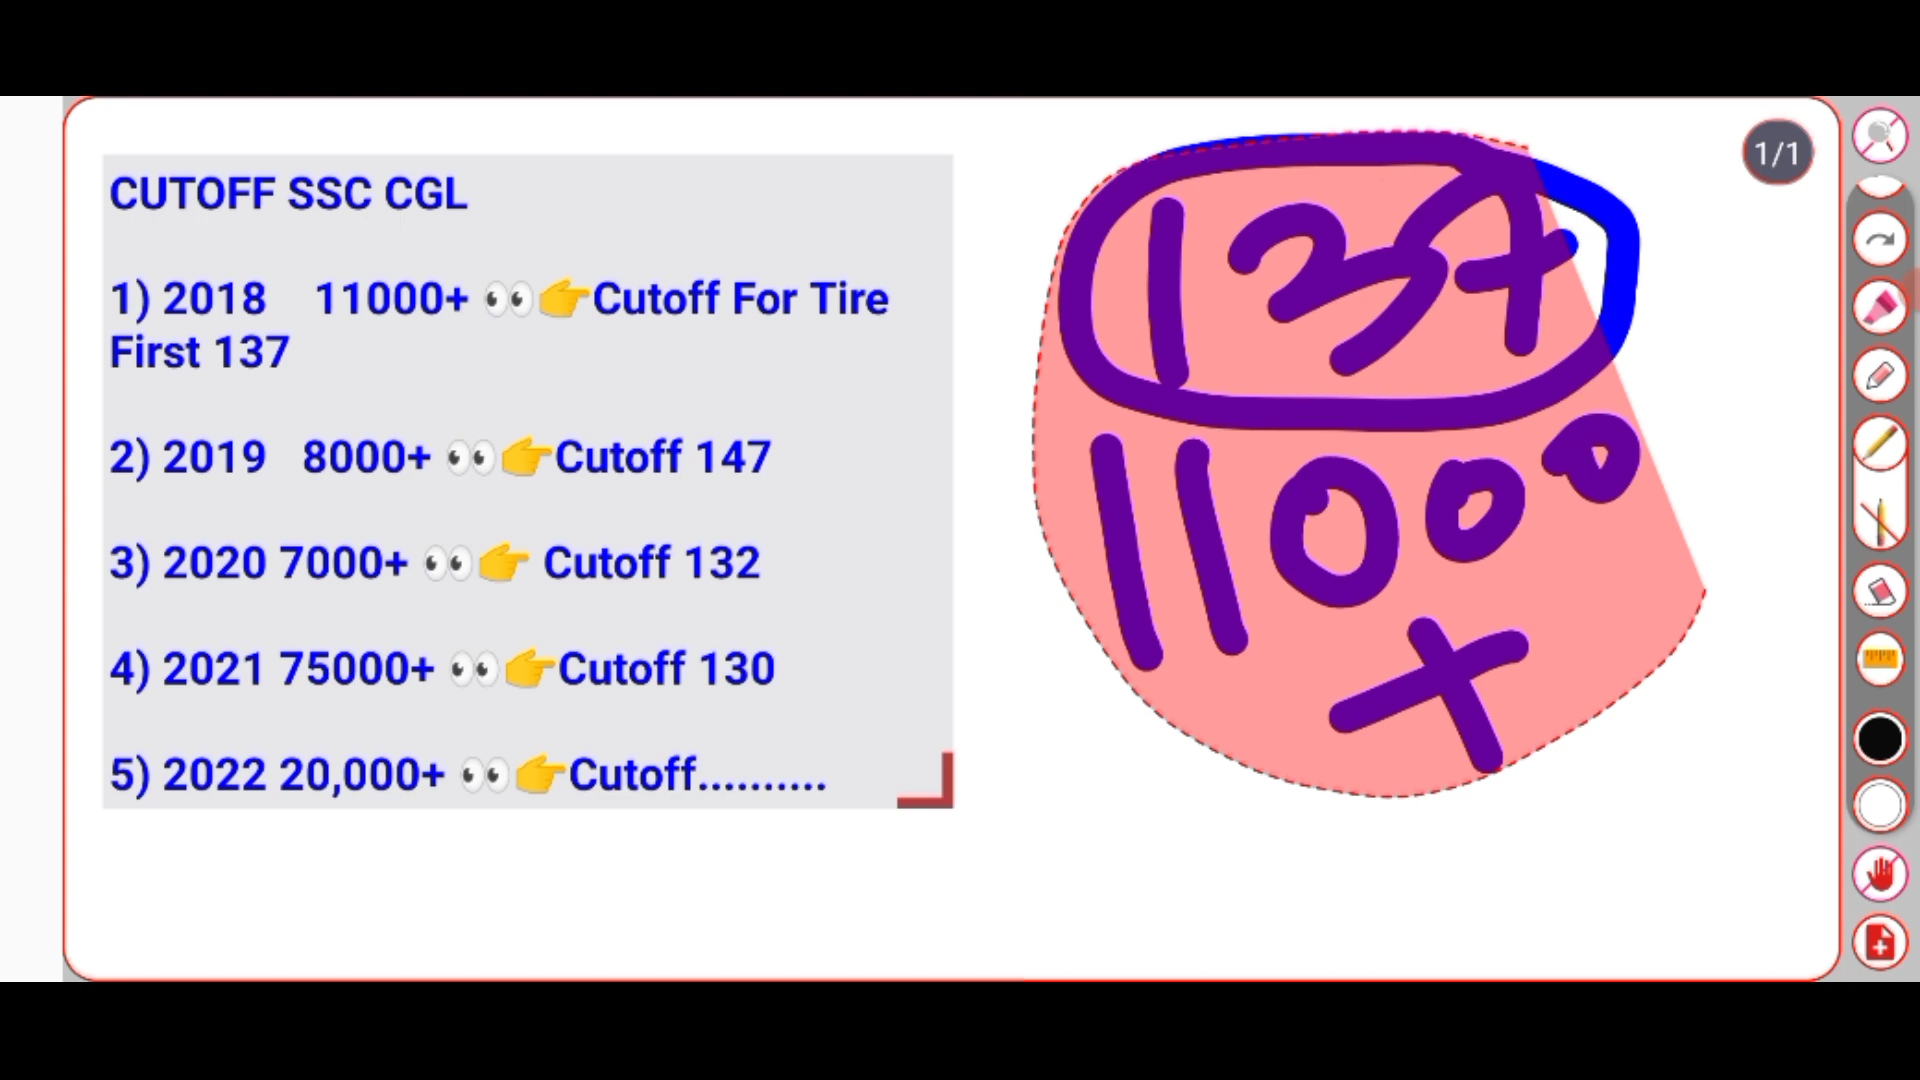 CUTOFF SSC CGL
1) 2018 11000+ 👀👉Cutoff For Tire
First 137
2) 2019 8000+ 👀👉Cutoff 147
3) 2020 7000+ 👀👉 Cutoff 132
4) 2021 75000+ 👀👉Cutoff 130
5) 2022 20,000+ 👀👉Cutoff..........
137
11000
+
1/1